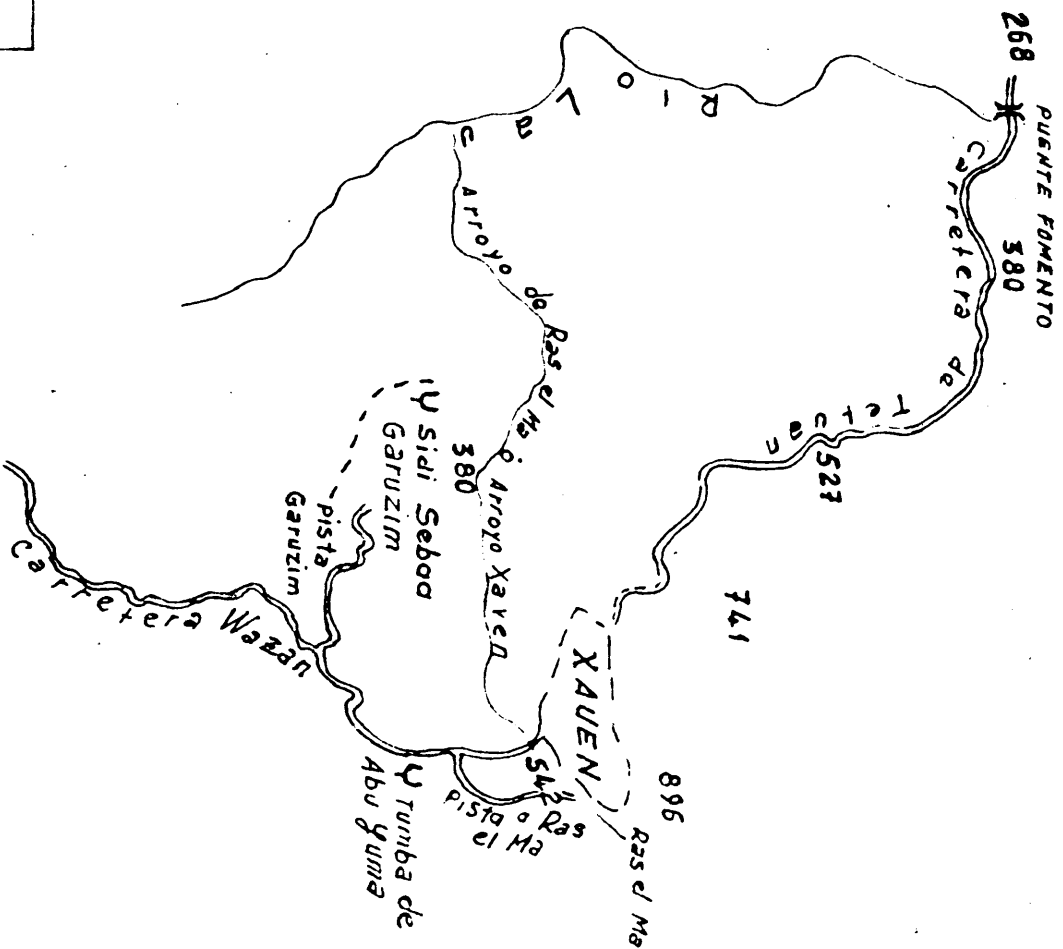 PUENTE FOMENTO
268
380
Carretera de Tetuan
527
741
896
RIO Lau
XAUEN
Ras el Ma
Arroyo de Ras el Ma ó Arroyo Xauen
542
Pista a Ras
el Ma
380
Sidi Seboa
Garuzim
Tumba de
Abu Yuma
pista
Garuzim
Carretera Wazan